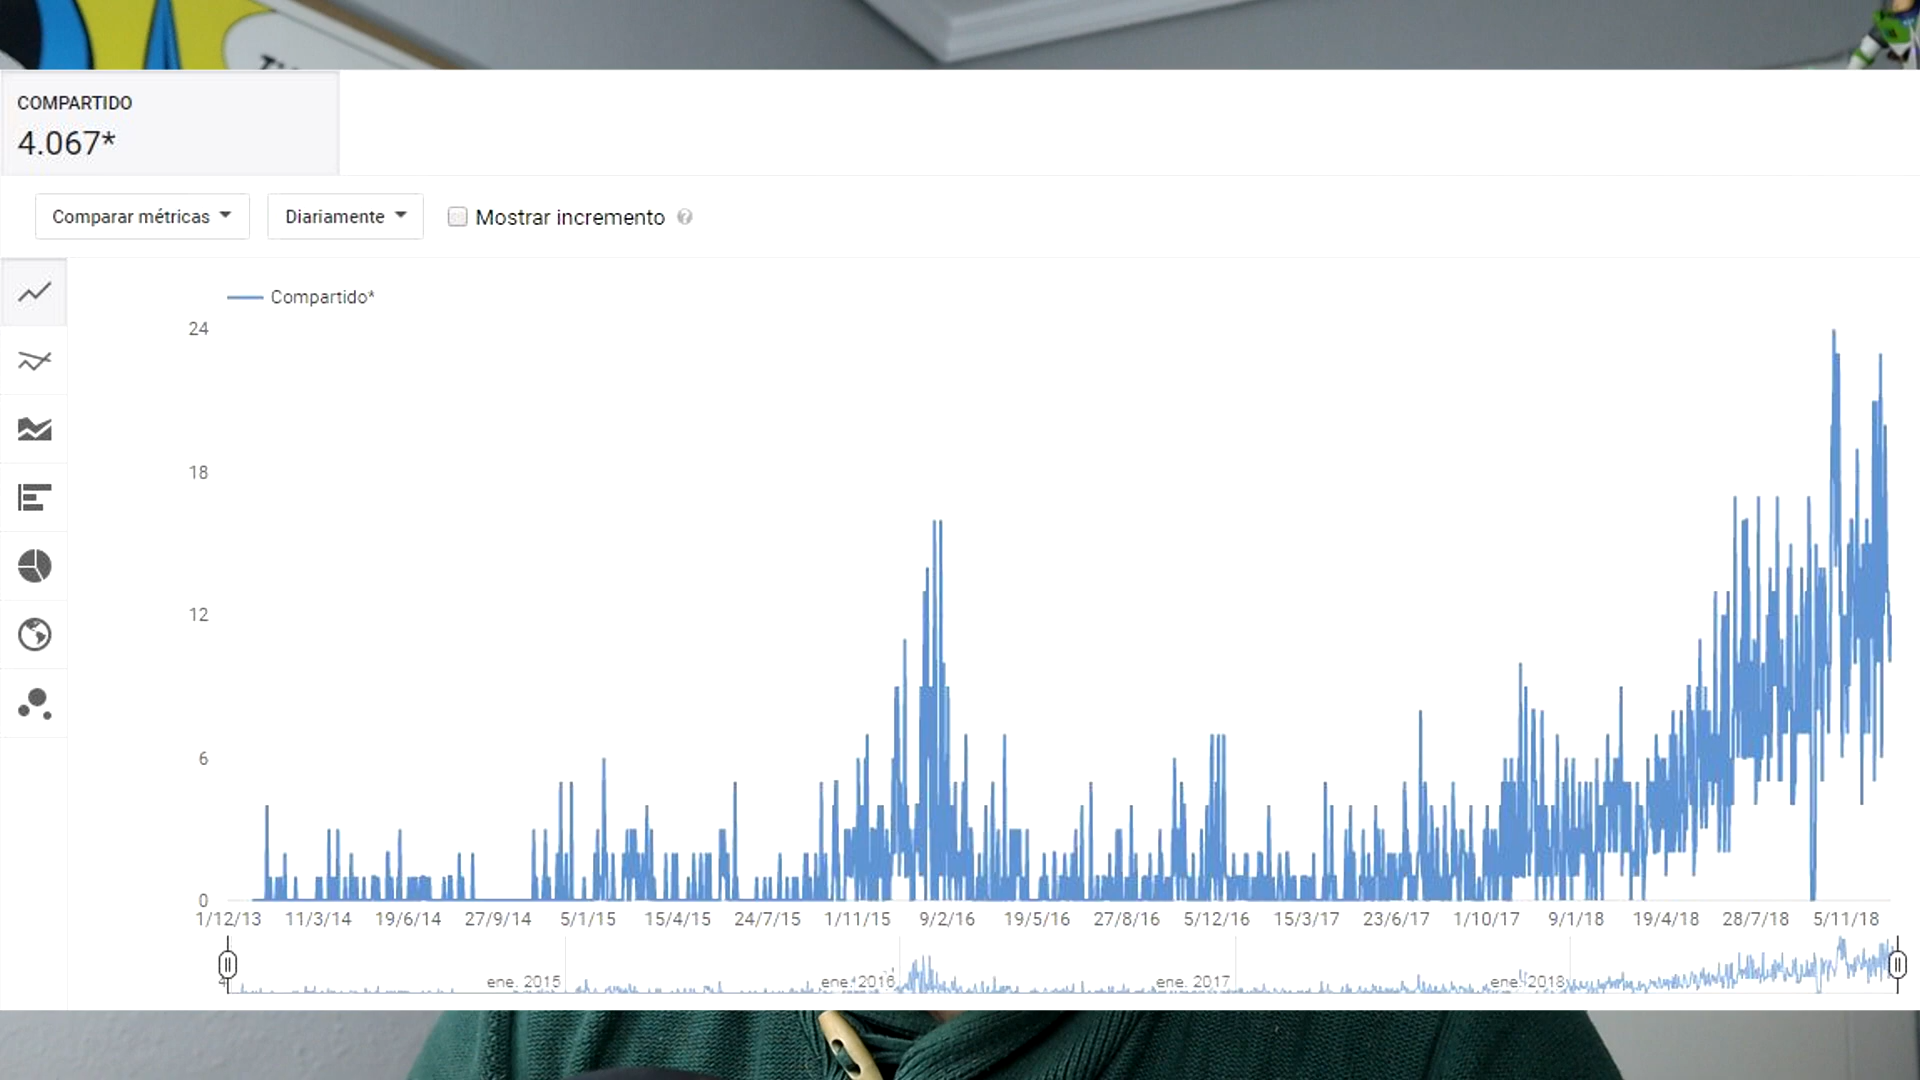 COMPARTIDO
4.067*
Comparar métricas
Diariamente
Mostrar incremento
?
Compartido*
24
18
12
6
0
1/12/13 11/3/14 19/6/14 27/9/14 5/1/15 15/4/15 24/7/15 1/11/15 9/2/16 19/5/16 27/8/16 5/12/16 15/3/17 23/6/17 1/10/17 9/1/18 19/4/18 28/7/18 5/11/18
ene. 2015 ene. 2016 ene. 2017 ene. 2018